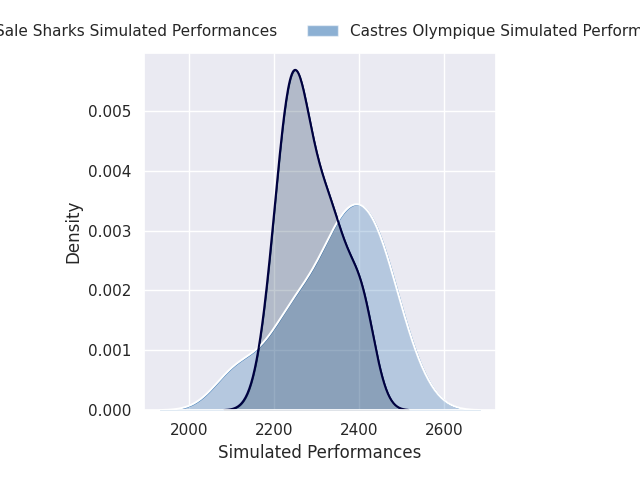 Sale Sharks Simulated Performances Castres Olympique Simulated Perform
0.005
0.004
0.003
0.002
0.001
0.000
Density
2000 2200 2400 2600
Simulated Performances